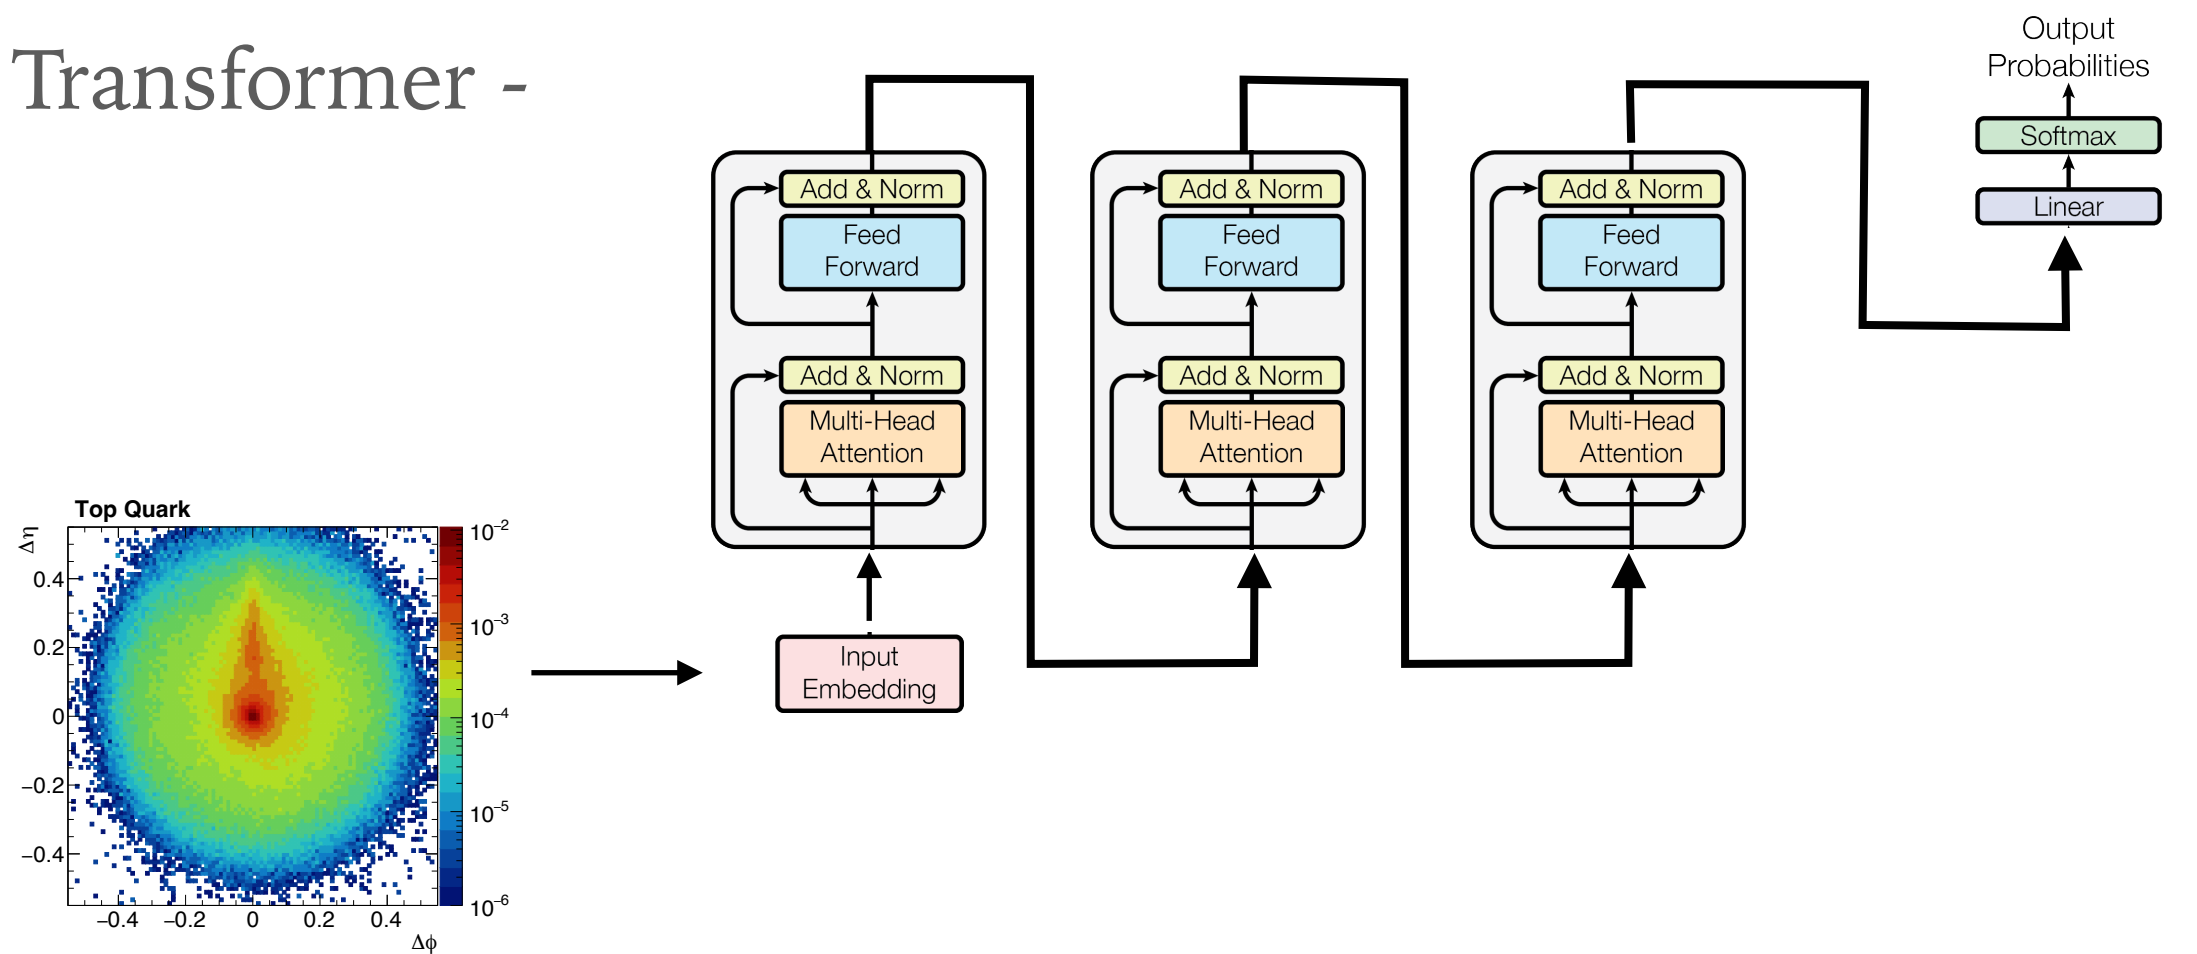 Transformer -
Output
Probabilities
Softmax
Linear
Add & Norm
Feed
Forward
Add & Norm
Multi-Head
Attention
Add & Norm
Feed
Forward
Add & Norm
Multi-Head
Attention
Add & Norm
Feed
Forward
Add & Norm
Multi-Head
Attention
Input
Embedding
Top Quark
Δη
0.4
0.2
0
−0.2
−0.4
−0.4 −0.2 0 0.2 0.4
Δϕ
10⁻²
10⁻³
10⁻⁴
10⁻⁵
10⁻⁶